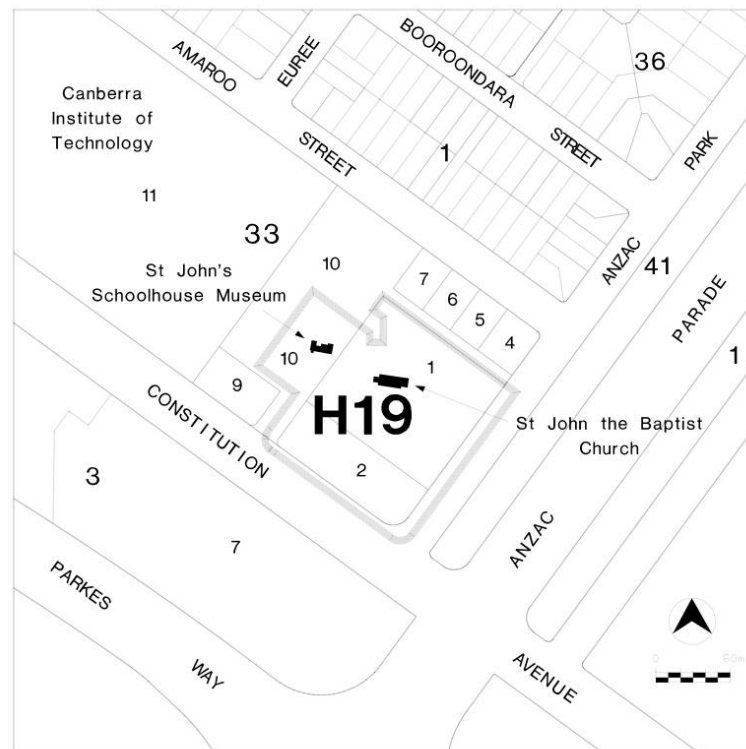 BOOROONDARA
STREET
AMAROO
STREET
EUREE
36
PARK
ANZAC
Canberra
Institute of
Technology
11
33
1
41
PARADE
1
St John's
Schoolhouse Museum
10
7
6
5
4
10
1
9
H19
CONSTITUTION
St John the Baptist
Church
2
3
7
ANZAC
PARKES
WAY
AVENUE
0
60m